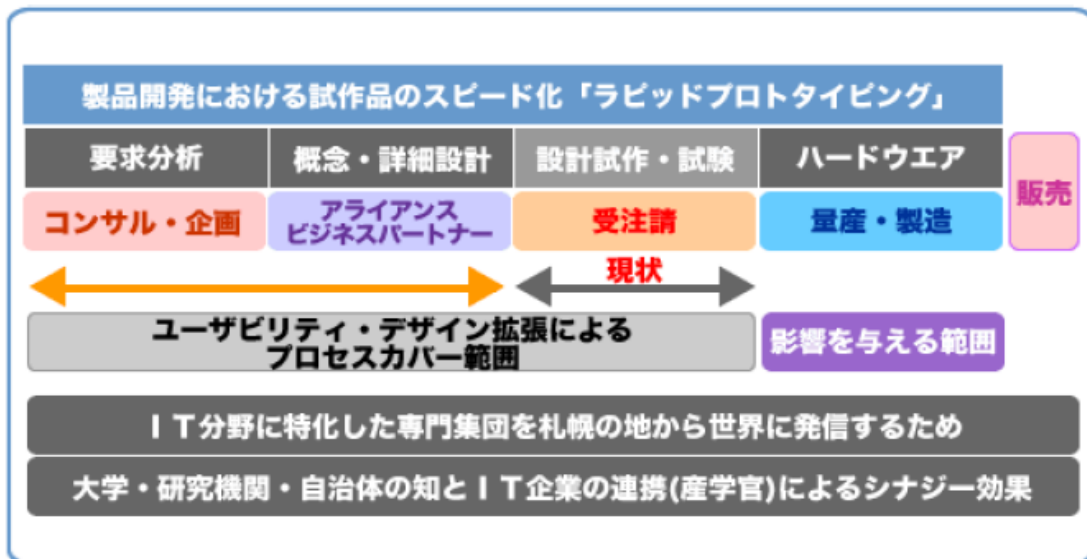 製品開発における試作品のスピード化「ラピッドプロトタイピング」
要求分析
概念・詳細設計
設計試作・試験
ハードウエア
販売
コンサル・企画
アライアンス
ビジネスパートナー
受注請
量産・製造
現状
ユーザビリティ・デザイン拡張による
プロセスカバー範囲
影響を与える範囲
ＩＴ分野に特化した専門集団を札幌の地から世界に発信するため
大学・研究機関・自治体の知とＩＴ企業の連携(産学官)によるシナジー効果